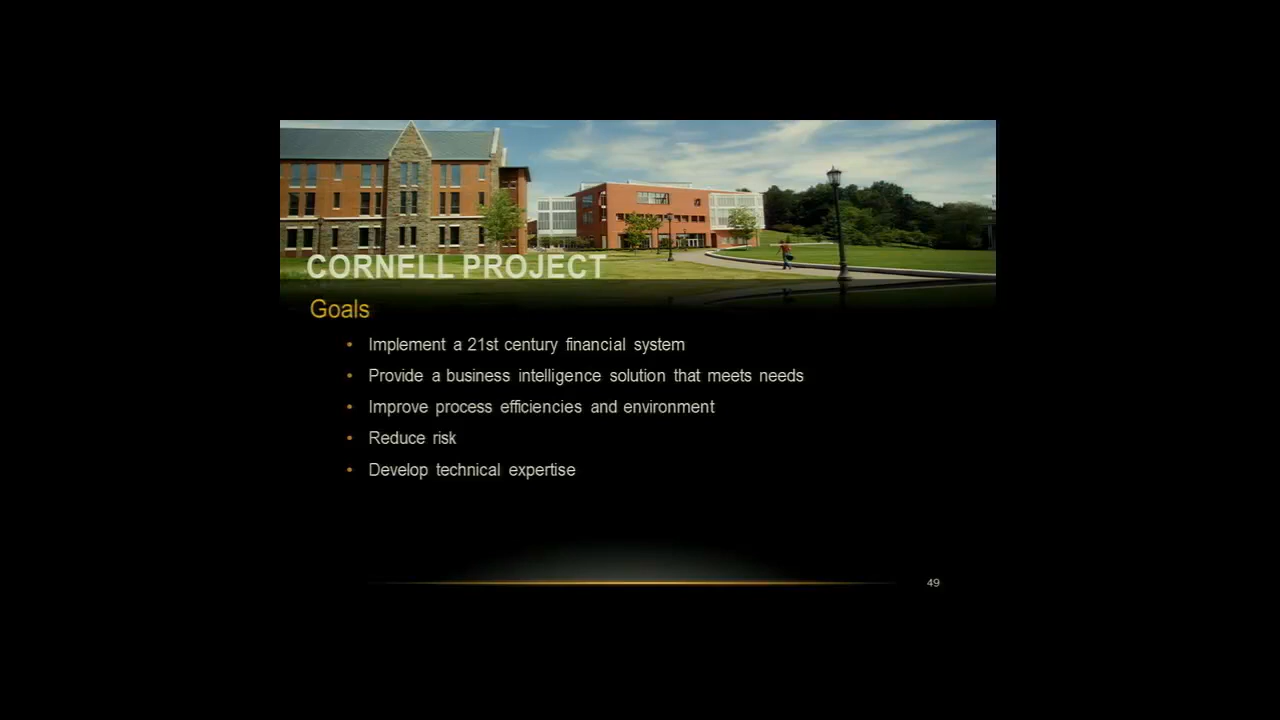 CORNELL PROJECT
Goals
• Implement a 21st century financial system
• Provide a business intelligence solution that meets needs
• Improve process efficiencies and environment
• Reduce risk
• Develop technical expertise
49